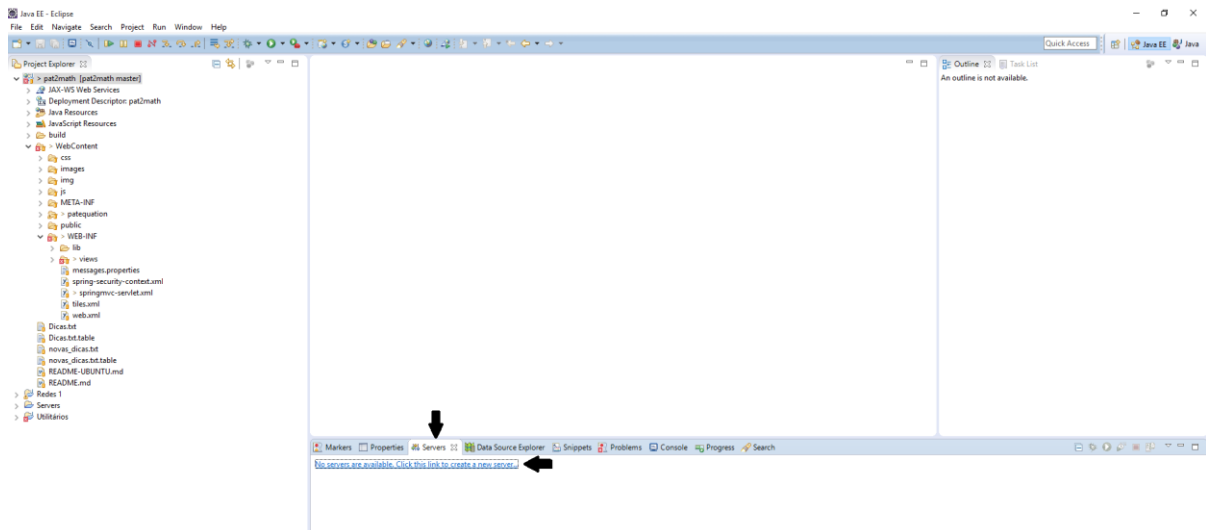 Java EE - Eclipse
File Edit Navigate Search Project Run Window Help
Quick Access
Java EE
Java
Project Explorer
> pat2math [pat2math master]
JAX-WS Web Services
Deployment Descriptor: pat2math
Java Resources
JavaScript Resources
build
> WebContent
css
images
img
js
META-INF
> patequation
public
> WEB-INF
lib
> views
messages.properties
spring-security-context.xml
> springmvc-servlet.xml
tiles.xml
web.xml
Dicas.txt
Dicas.txt.table
novas_dicas.txt
novas_dicas.txt.table
README-UBUNTU.md
README.md
Redes 1
Servers
Utilitários
Outline
Task List
An outline is not available.
Markers Properties Servers Data Source Explorer Snippets Problems Console Progress Search
No servers are available. Click this link to create a new server...